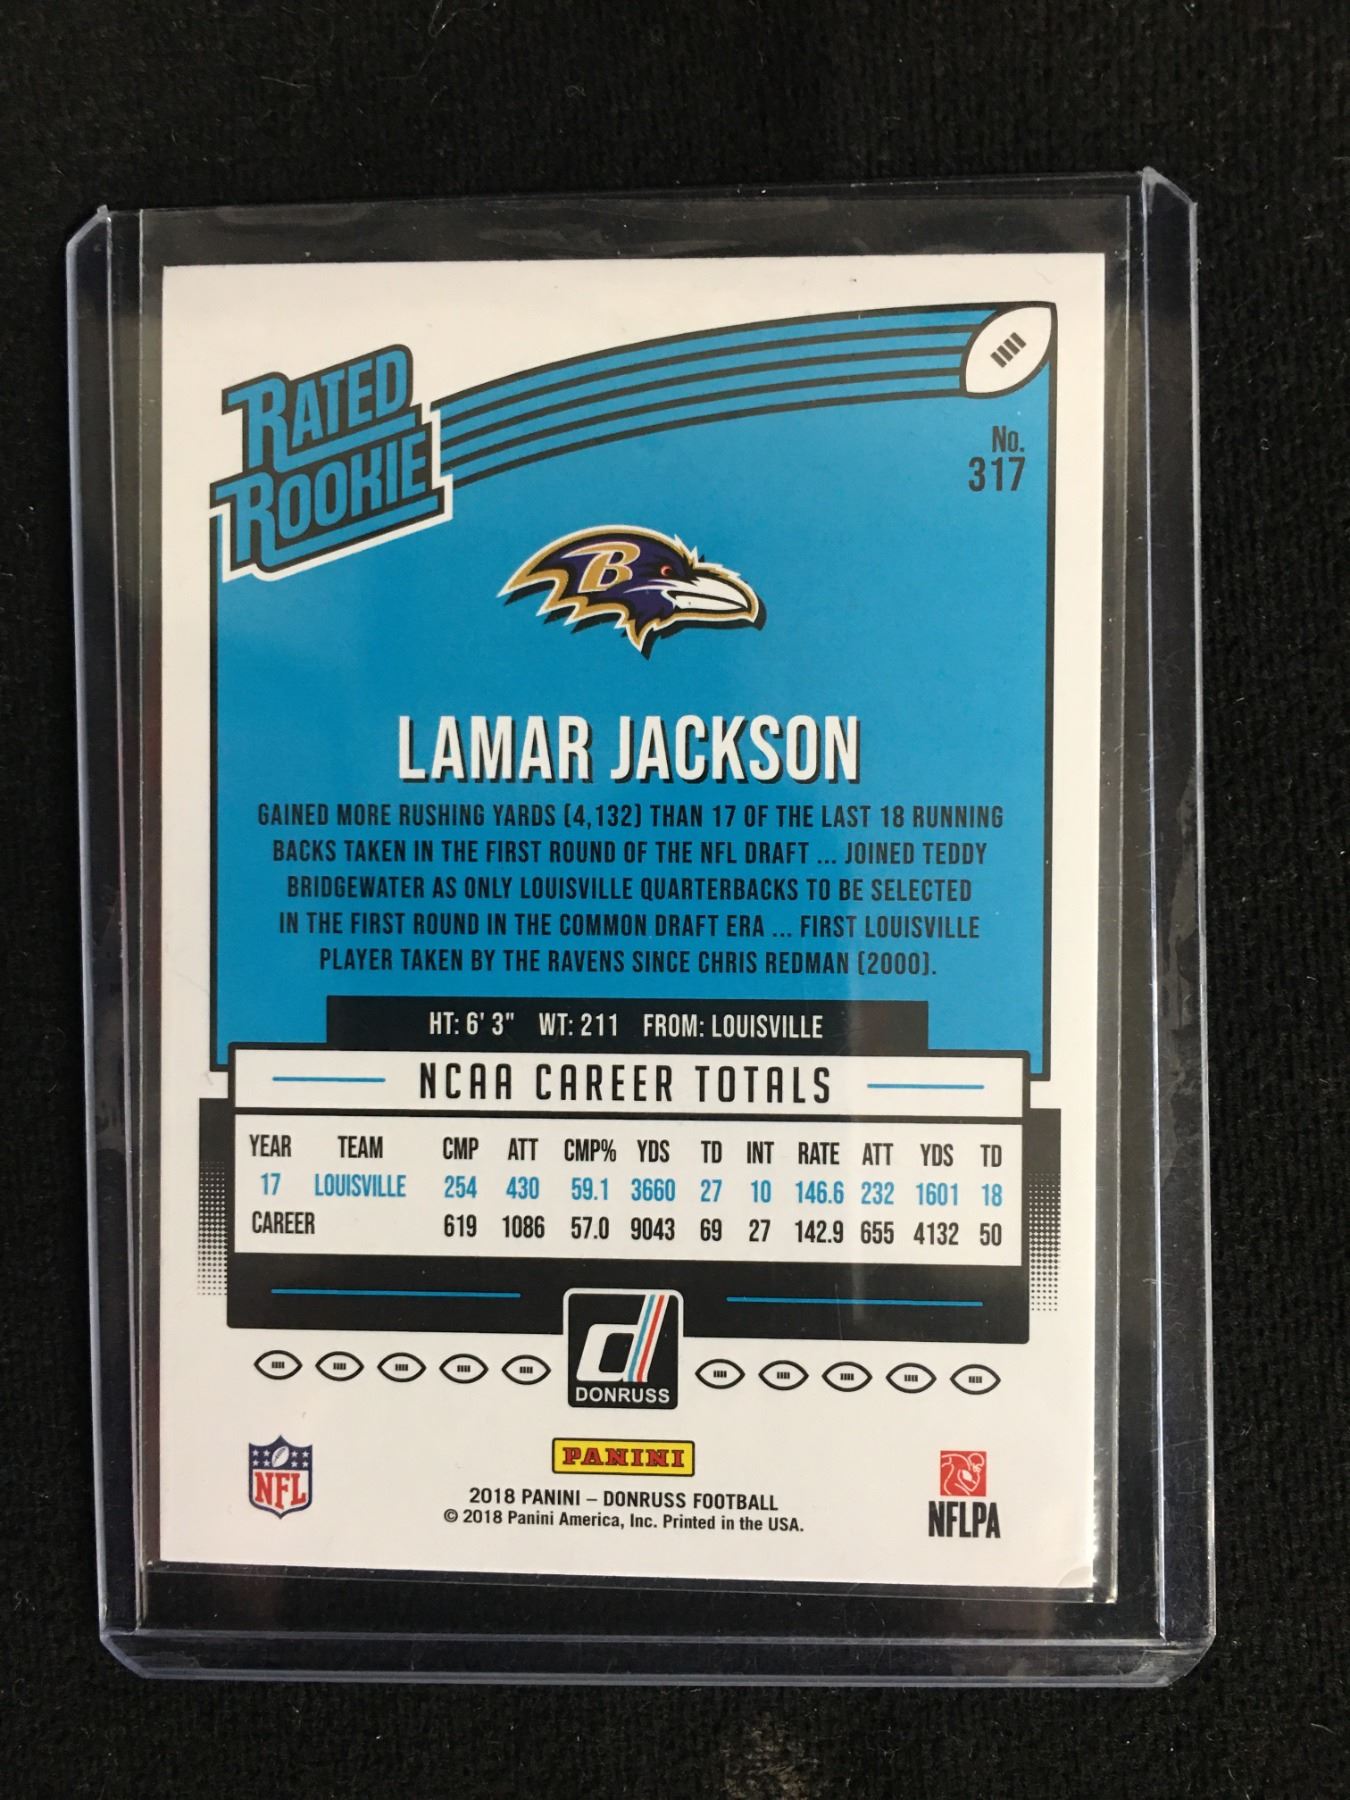 RATED
ROOKIE
No.
317
B
LAMAR JACKSON
GAINED MORE RUSHING YARDS (4,132) THAN 17 OF THE LAST 18 RUNNING
BACKS TAKEN IN THE FIRST ROUND OF THE NFL DRAFT ... JOINED TEDDY
BRIDGEWATER AS ONLY LOUISVILLE QUARTERBACKS TO BE SELECTED
IN THE FIRST ROUND IN THE COMMON DRAFT ERA ... FIRST LOUISVILLE
PLAYER TAKEN BY THE RAVENS SINCE CHRIS REDMAN (2000).
HT: 6' 3" WT: 211 FROM: LOUISVILLE
NCAA CAREER TOTALS
YEAR TEAM CMP ATT CMP% YDS TD INT RATE ATT YDS TD
17 LOUISVILLE 254 430 59.1 3660 27 10 146.6 232 1601 18
CAREER 619 1086 57.0 9043 69 27 142.9 655 4132 50
d
DONRUSS
NFL
PANINI
2018 PANINI – DONRUSS FOOTBALL
© 2018 Panini America, Inc. Printed in the USA.
NFLPA